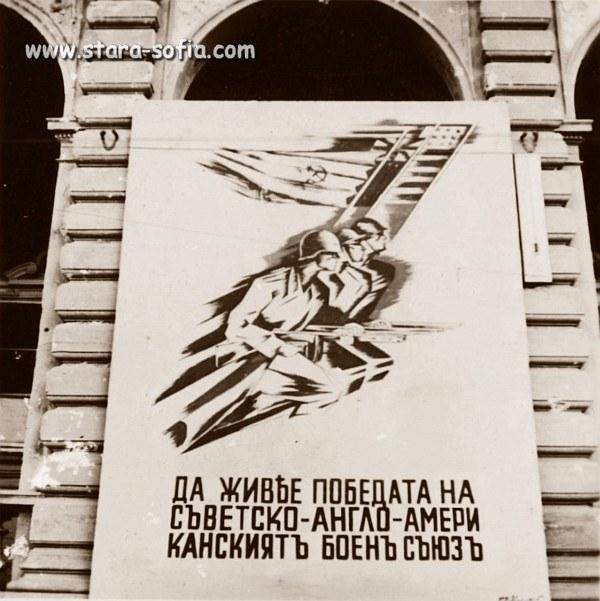 www.stara-sofia.com
ДА ЖИВѢЕ ПОБЕДАТА НА
СЪВЕТСКО-АНГЛО-АМЕРИ
КАНСКИЯТЪ БОЕНЪ СЪЮЗЪ